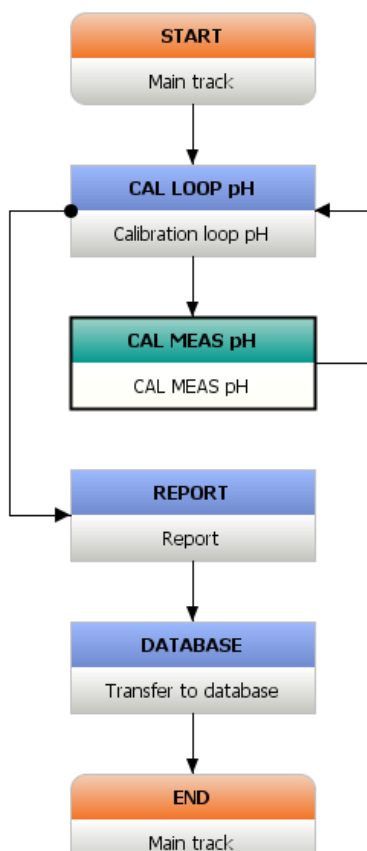 START
Main track
CAL LOOP pH
Calibration loop pH
CAL MEAS pH
CAL MEAS pH
REPORT
Report
DATABASE
Transfer to database
END
Main track